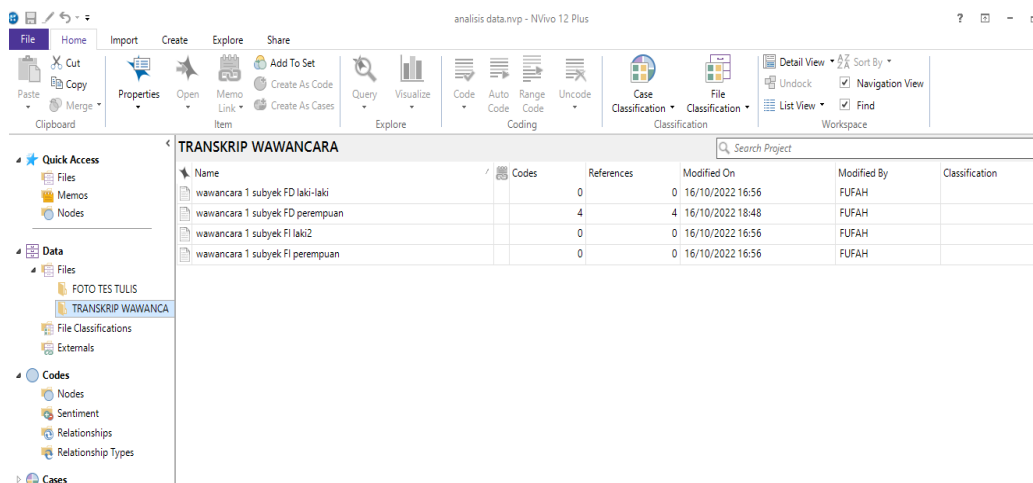 analisis data.nvp - NVivo 12 Plus
?
File Home Import Create Explore Share
Paste
Cut
Copy
Merge
Clipboard
Properties
Open
Memo Link
Add To Set
Create As Code
Create As Cases
Item
Query
Visualize
Explore
Code
Auto Code
Range Code
Uncode
Coding
Case Classification
File Classification
Classification
Detail View
Sort By
Undock
Navigation View
List View
Find
Workspace
Quick Access
Files
Memos
Nodes
Data
Files
FOTO TES TULIS
TRANSKRIP WAWANCA
File Classifications
Externals
Codes
Nodes
Sentiment
Relationships
Relationship Types
Cases
TRANSKRIP WAWANCARA
Search Project
Name Codes References Modified On Modified By Classification
wawancara 1 subyek FD laki-laki 0 0 16/10/2022 16:56 FUFAH
wawancara 1 subyek FD perempuan 4 4 16/10/2022 18:48 FUFAH
wawancara 1 subyek FI laki2 0 0 16/10/2022 16:56 FUFAH
wawancara 1 subyek FI perempuan 0 0 16/10/2022 16:56 FUFAH